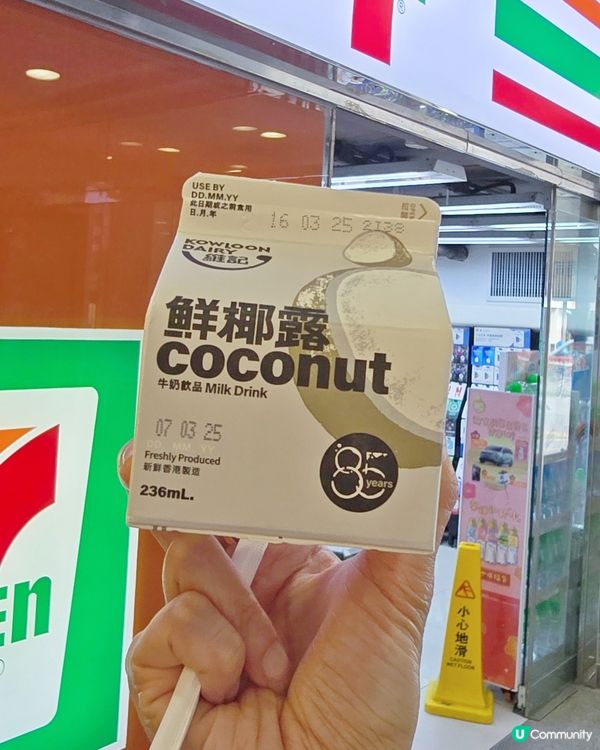 USE BY
DD.MM.YY
此日期或之前食用
日.月.年
16 03 25 2138
KOWLOON
DAIRY
維記
鮮椰露
coconut
牛奶飲品 Milk Drink
07 03 25
DD. MM. YY
Freshly Produced
新鮮香港製造
236mL.
85
years
EN
小心地滑
CAUTION
WET FLOOR
U Community